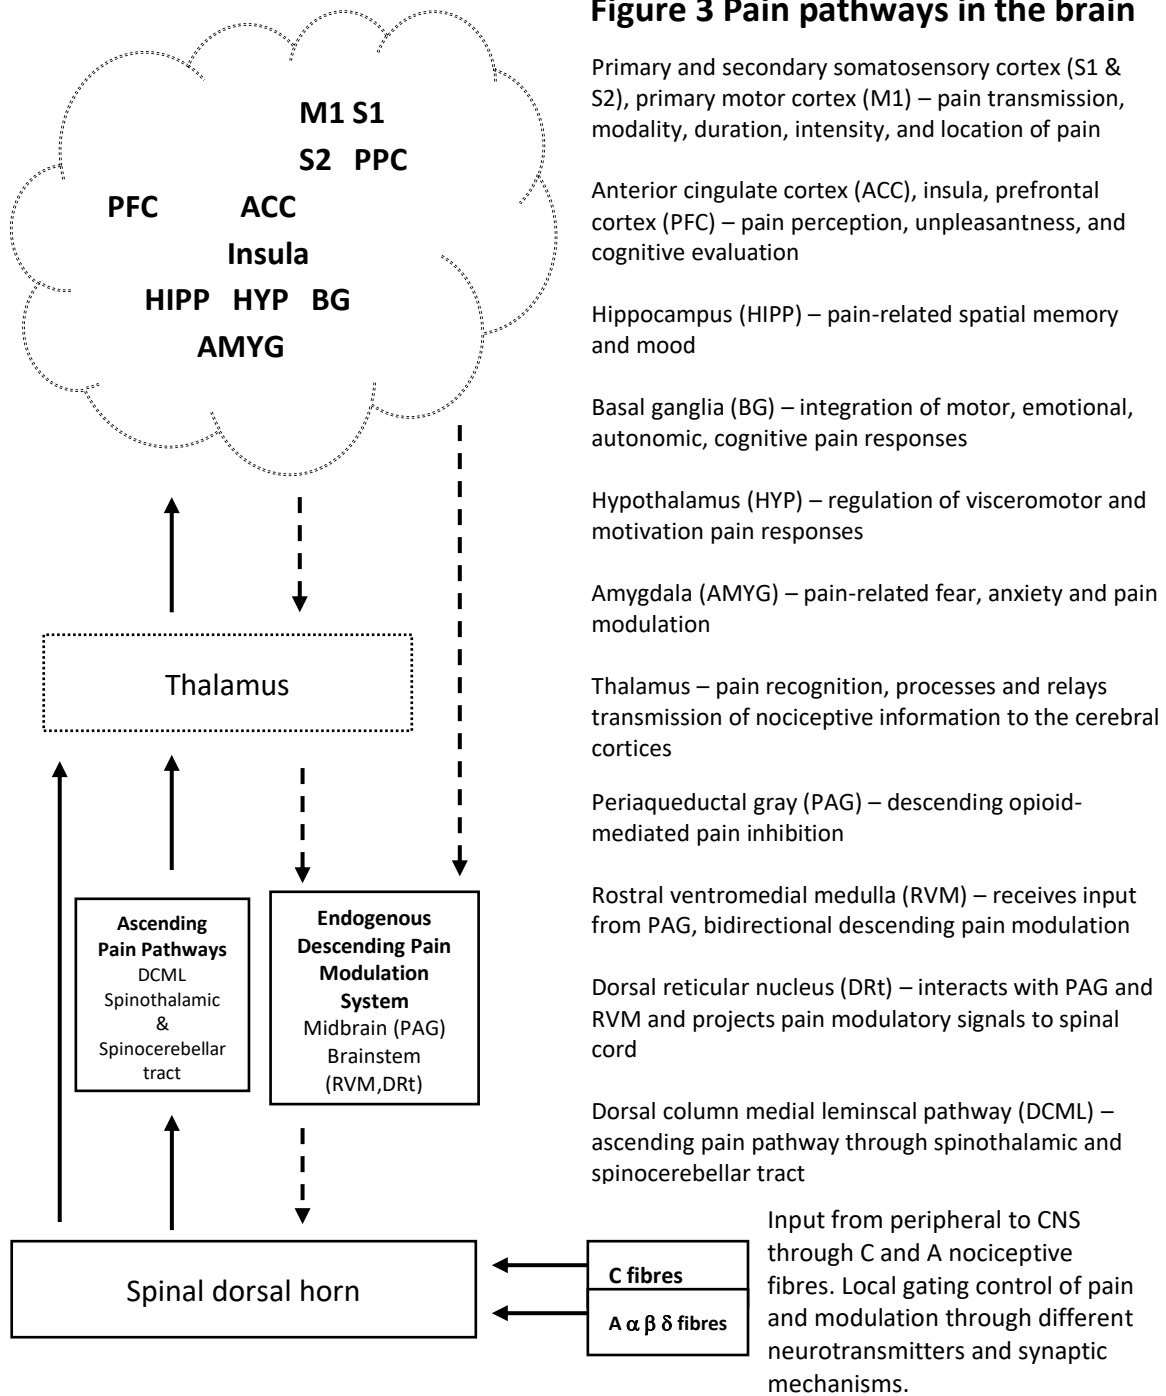 Figure 3 Pain pathways in the brain
M1 S1
S2 PPC
PFC ACC
Insula
HIPP HYP BG
AMYG
Thalamus
Ascending
Pain Pathways
DCML
Spinothalamic
&
Spinocerebellar
tract
Endogenous
Descending Pain
Modulation
System
Midbrain (PAG)
Brainstem
(RVM,DRt)
Spinal dorsal horn
C fibres
A α β δ fibres
Primary and secondary somatosensory cortex (S1 &
S2), primary motor cortex (M1) – pain transmission,
modality, duration, intensity, and location of pain
Anterior cingulate cortex (ACC), insula, prefrontal
cortex (PFC) – pain perception, unpleasantness, and
cognitive evaluation
Hippocampus (HIPP) – pain-related spatial memory
and mood
Basal ganglia (BG) – integration of motor, emotional,
autonomic, cognitive pain responses
Hypothalamus (HYP) – regulation of visceromotor and
motivation pain responses
Amygdala (AMYG) – pain-related fear, anxiety and pain
modulation
Thalamus – pain recognition, processes and relays
transmission of nociceptive information to the cerebral
cortices
Periaqueductal gray (PAG) – descending opioid-
mediated pain inhibition
Rostral ventromedial medulla (RVM) – receives input
from PAG, bidirectional descending pain modulation
Dorsal reticular nucleus (DRt) – interacts with PAG and
RVM and projects pain modulatory signals to spinal
cord
Dorsal column medial leminscal pathway (DCML) –
ascending pain pathway through spinothalamic and
spinocerebellar tract
Input from peripheral to CNS
through C and A nociceptive
fibres. Local gating control of pain
and modulation through different
neurotransmitters and synaptic
mechanisms.